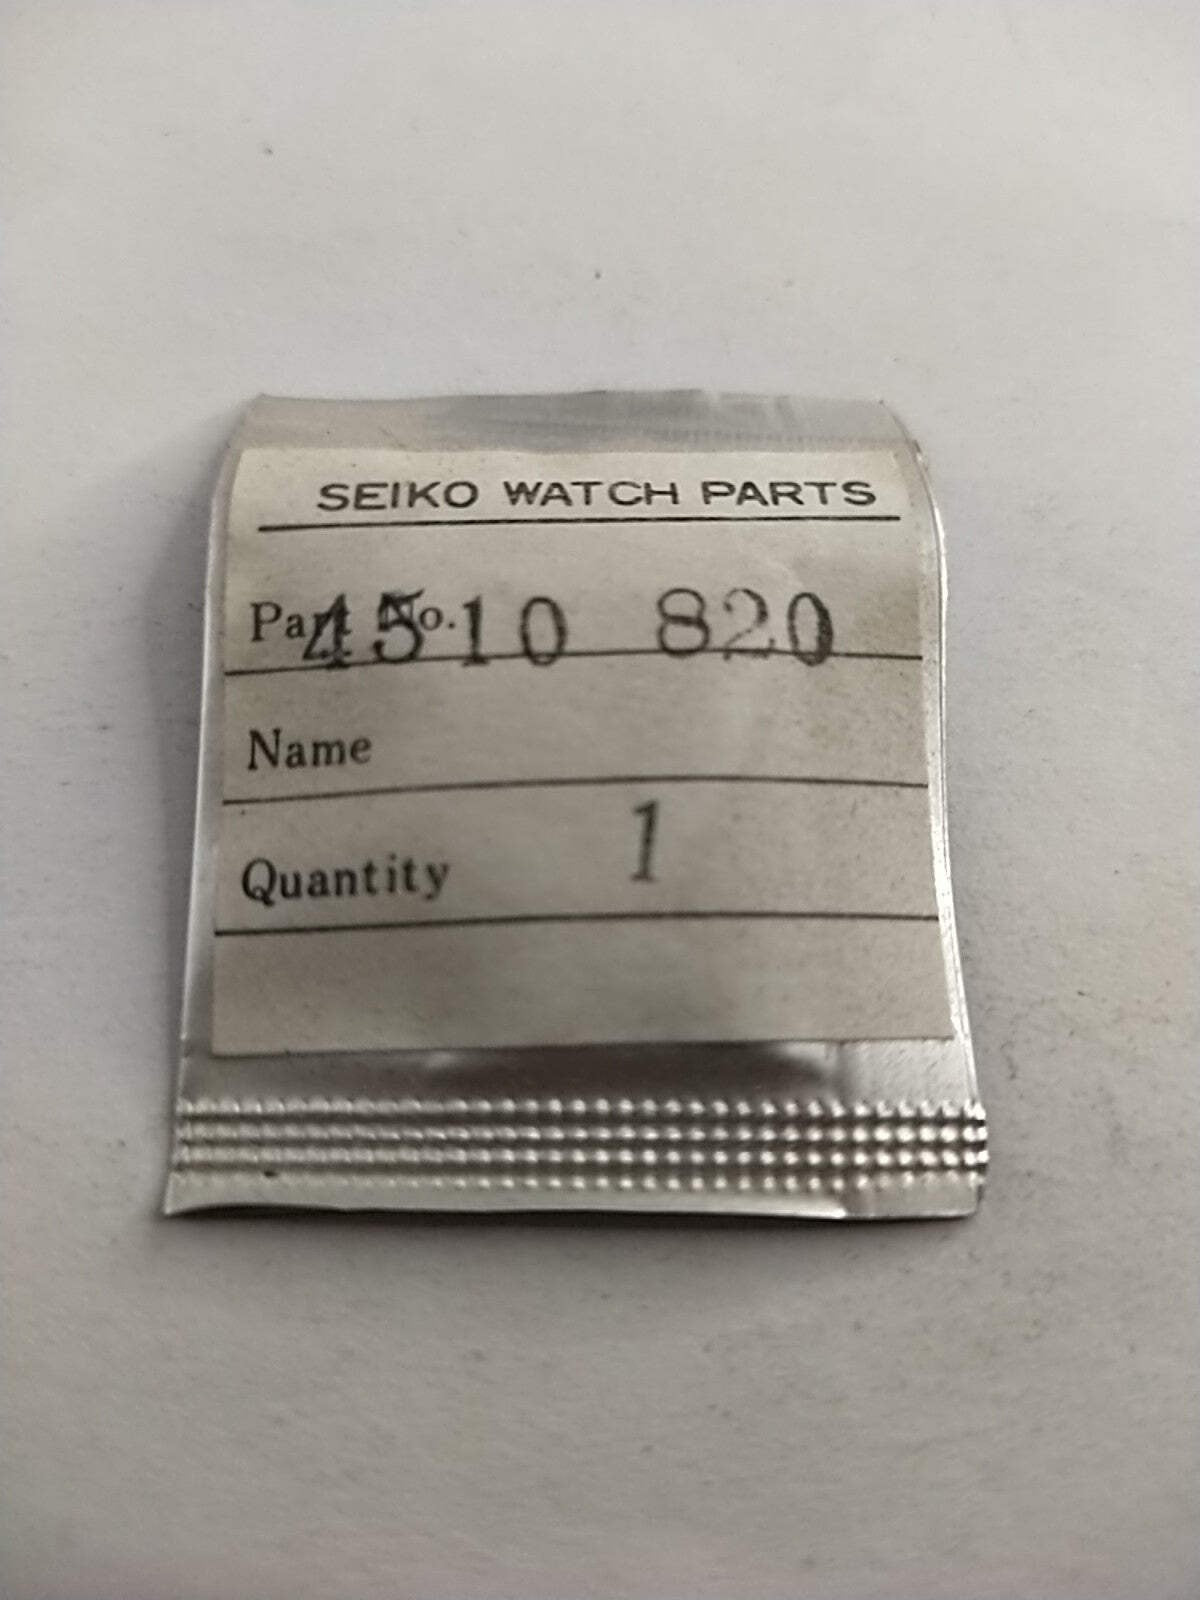 SEIKO WATCH PARTS
Part No. 4510 820
Name
Quantity 1